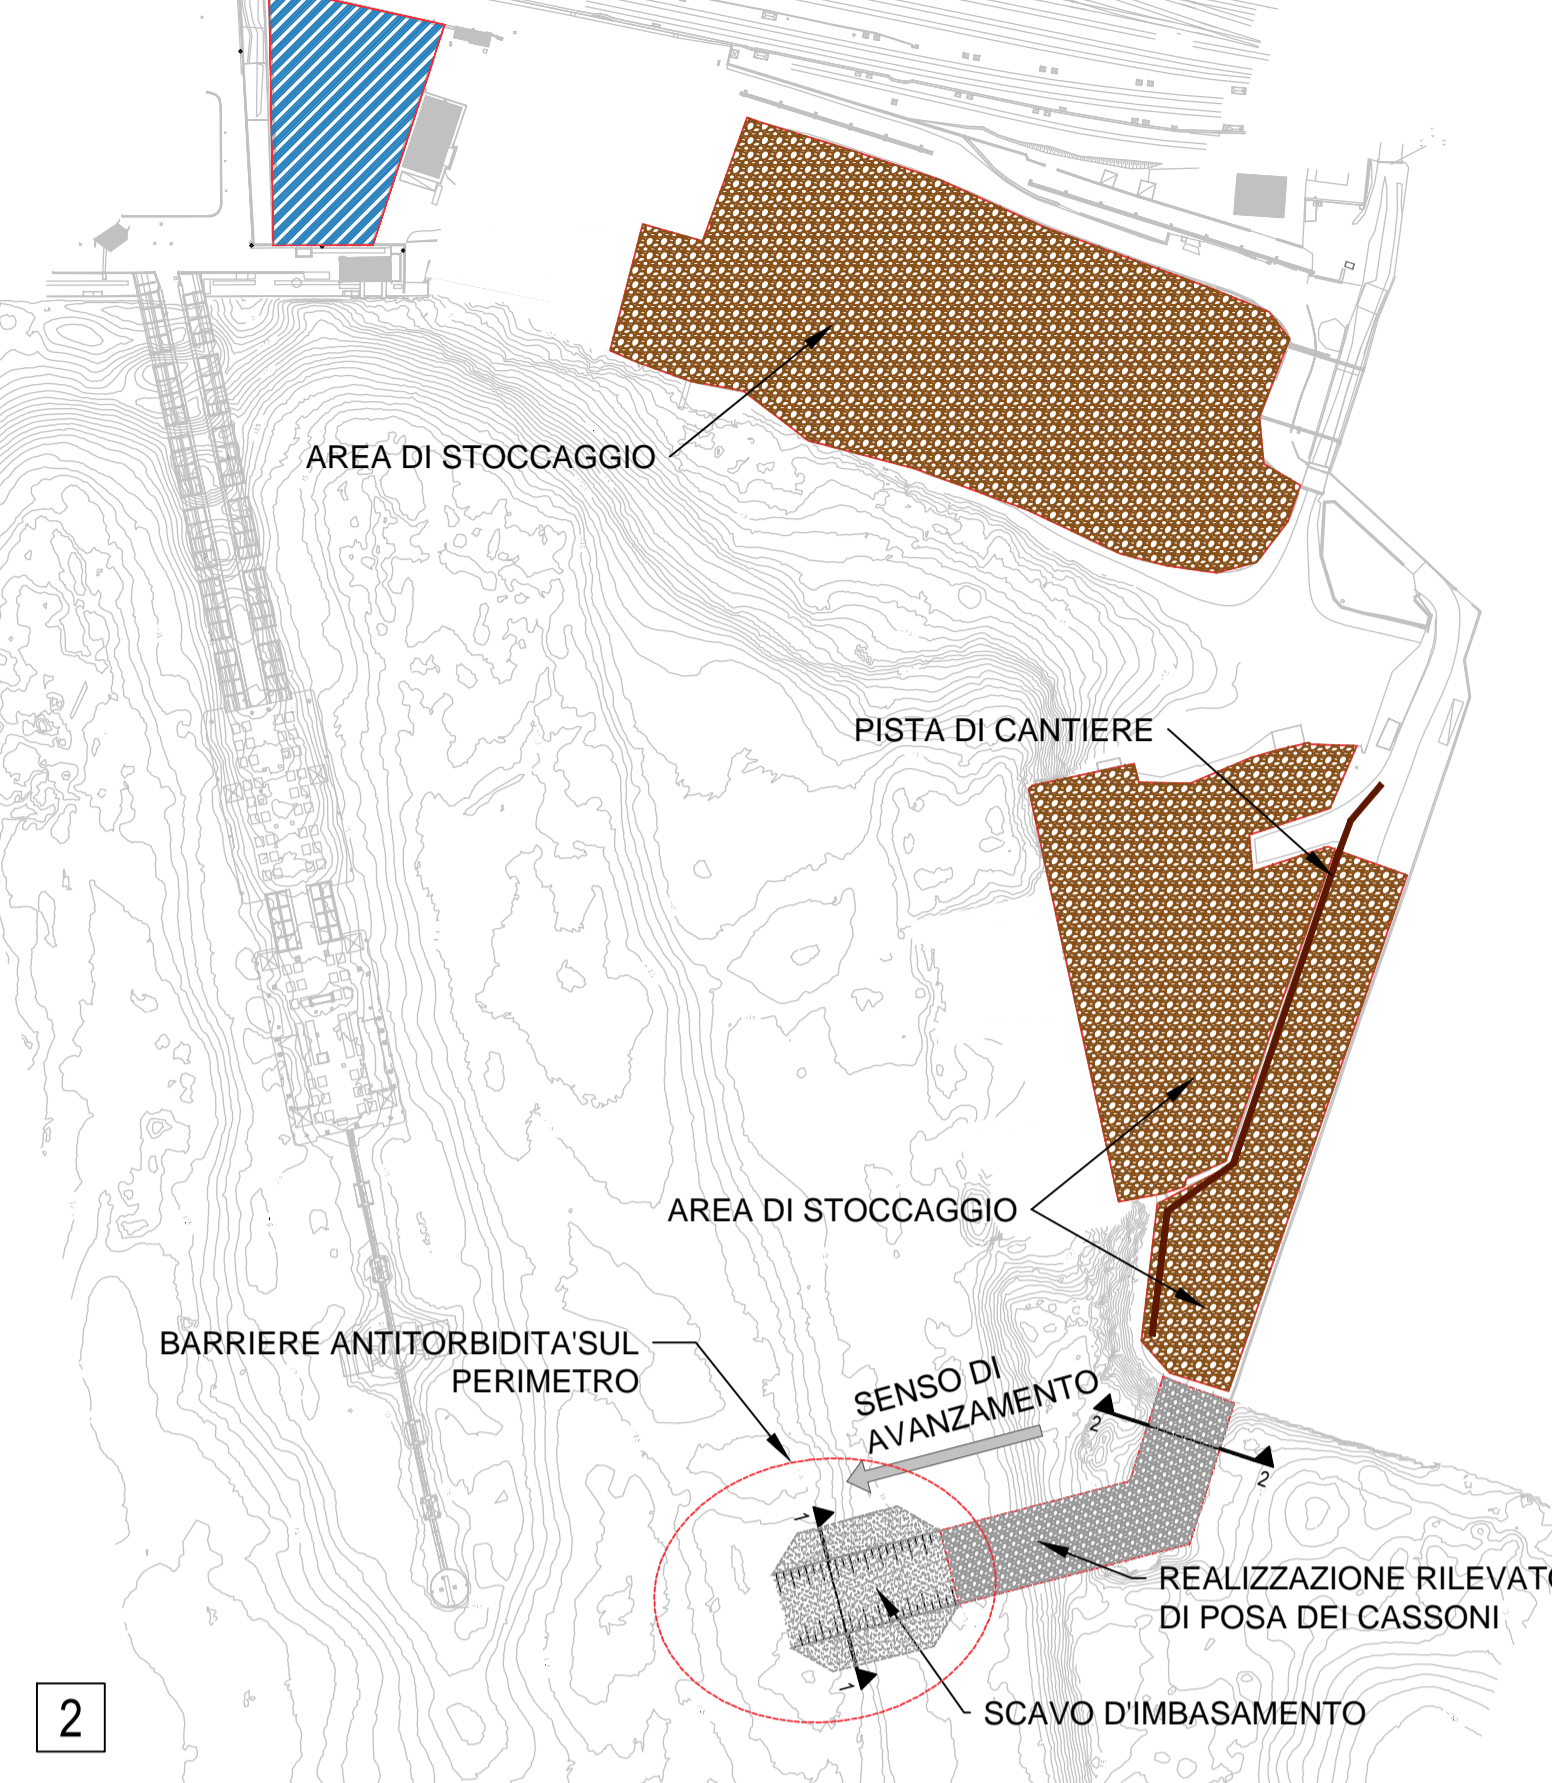 AREA DI STOCCAGGIO
PISTA DI CANTIERE
AREA DI STOCCAGGIO
BARRIERE ANTITORBIDITA'SUL
PERIMETRO
SENSO DI
AVANZAMENTO
2
2
1
1
REALIZZAZIONE RILEVATO
DI POSA DEI CASSONI
SCAVO D'IMBASAMENTO
2